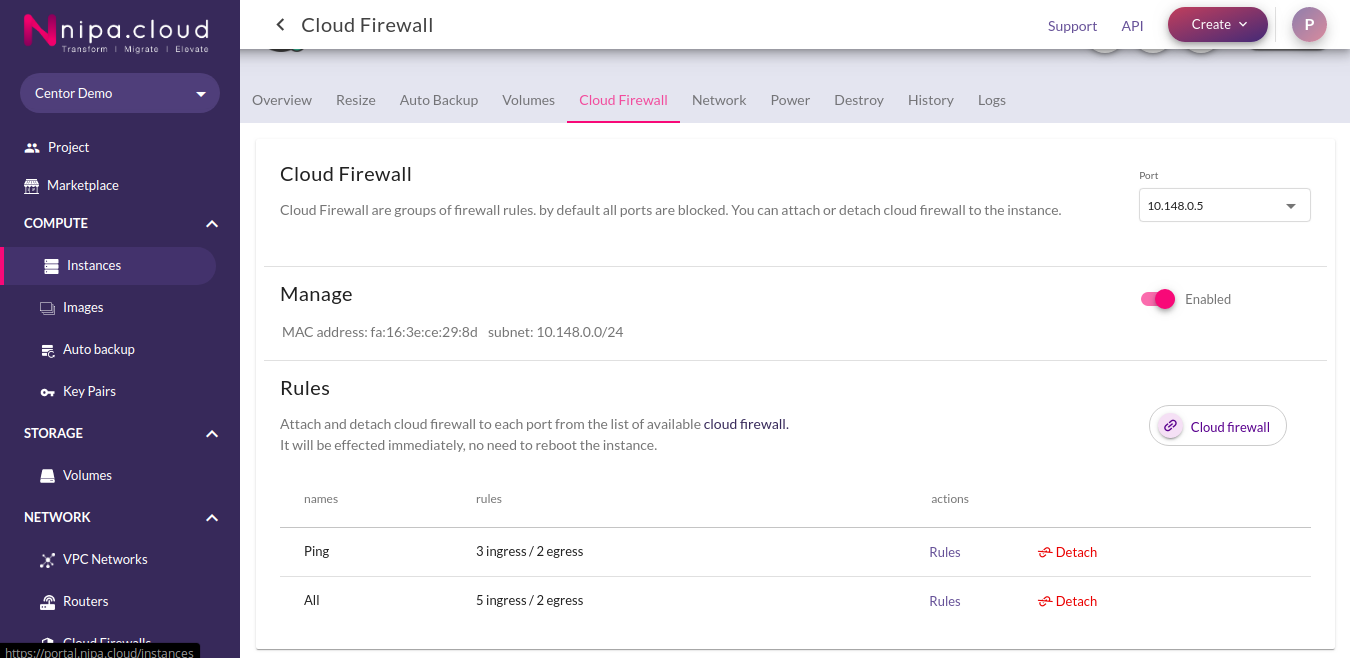 nipa.cloud
Transform | Migrate | Elevate
Centor Demo
Project
Marketplace
COMPUTE
Instances
Images
Auto backup
Key Pairs
STORAGE
Volumes
NETWORK
VPC Networks
Routers
Cloud Firewalls
https://portal.nipa.cloud/instances
Cloud Firewall
Support API Create P
Overview Resize Auto Backup Volumes Cloud Firewall Network Power Destroy History Logs
Cloud Firewall
Cloud Firewall are groups of firewall rules. by default all ports are blocked. You can attach or detach cloud firewall to the instance.
Port
10.148.0.5
Manage
Enabled
MAC address: fa:16:3e:ce:29:8d subnet: 10.148.0.0/24
Rules
Attach and detach cloud firewall to each port from the list of available cloud firewall.
It will be effected immediately, no need to reboot the instance.
Cloud firewall
names rules actions
Ping 3 ingress / 2 egress Rules Detach
All 5 ingress / 2 egress Rules Detach